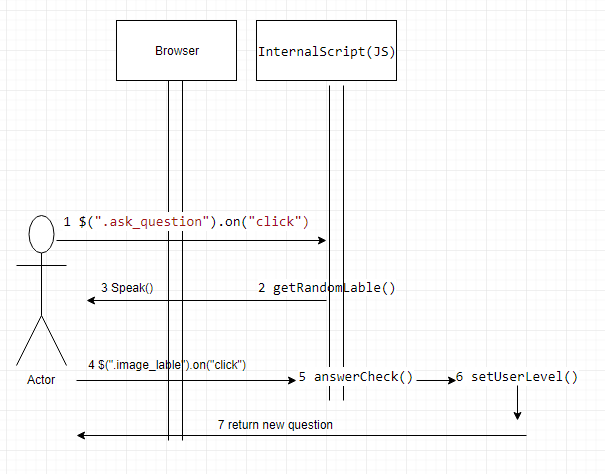 Browser
InternalScript(JS)
1 $(".ask_question").on("click")
3 Speak()
2 getRandomLable()
4 $(".image_lable").on("click")
5 answerCheck()
6 setUserLevel()
Actor
7 return new question